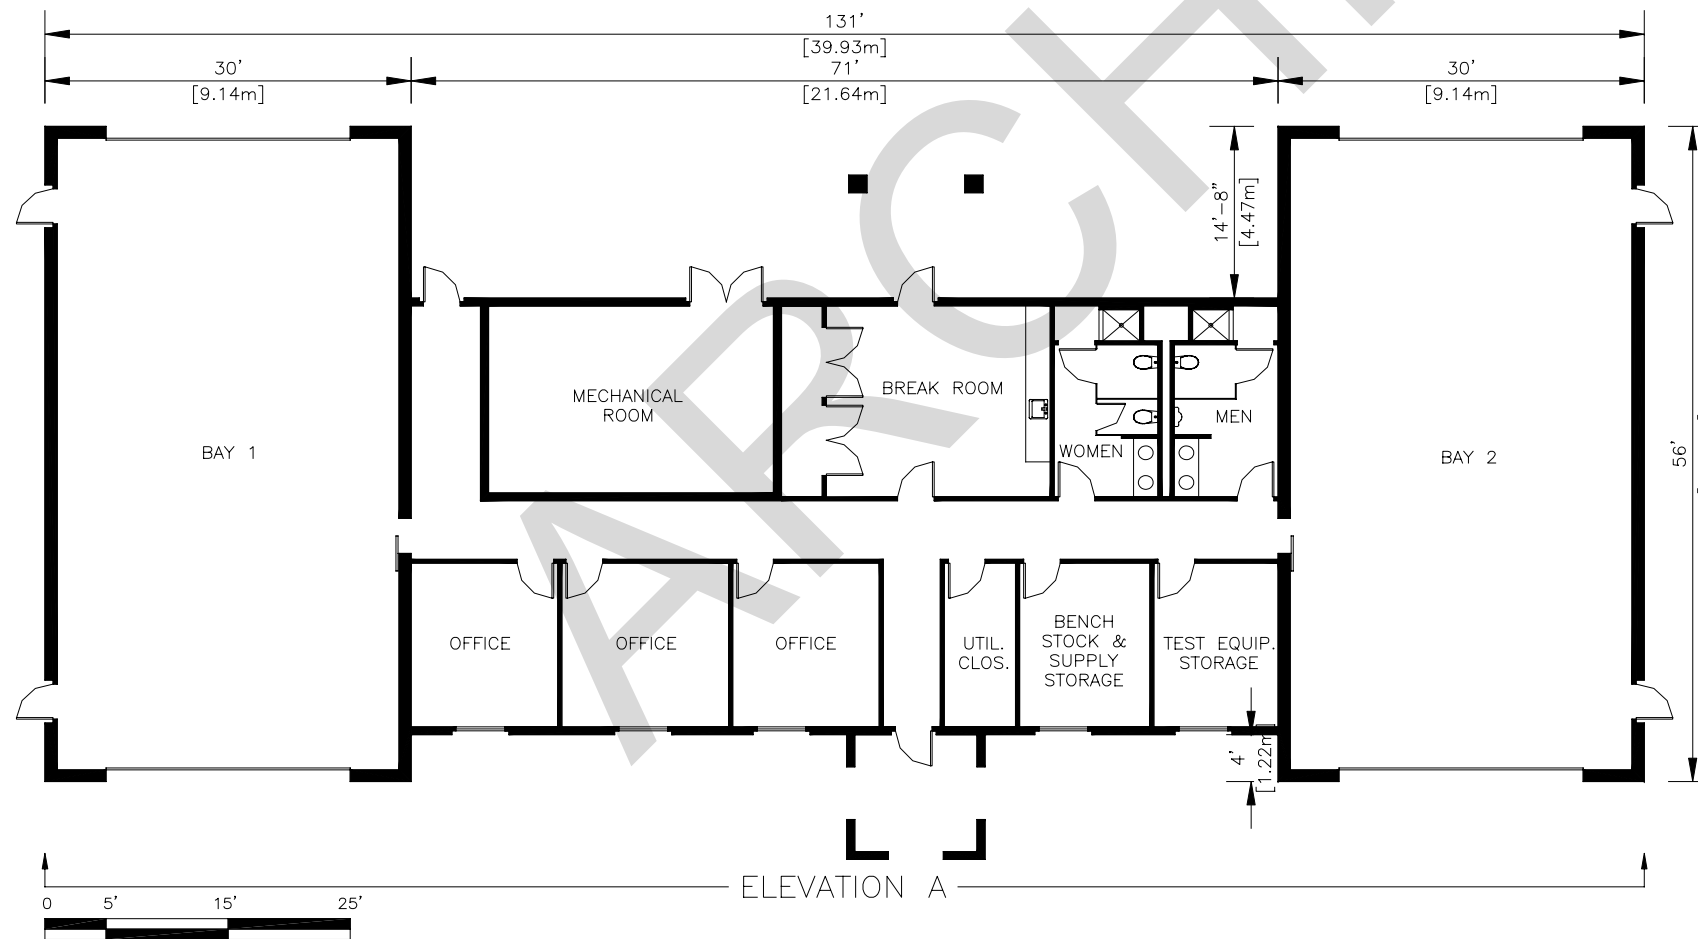 131'
[39.93m]
30'
71'
30'
[9.14m]
[21.64m]
[9.14m]
14'-8"
[4.47m]
MECHANICAL
ROOM
BREAK ROOM
MEN
WOMEN
BAY 1
BAY 2
56'
OFFICE
OFFICE
OFFICE
UTIL.
CLOS.
BENCH
STOCK &
SUPPLY
STORAGE
TEST EQUIP.
STORAGE
4'
[1.22m]
ELEVATION A
0 5' 15' 25'